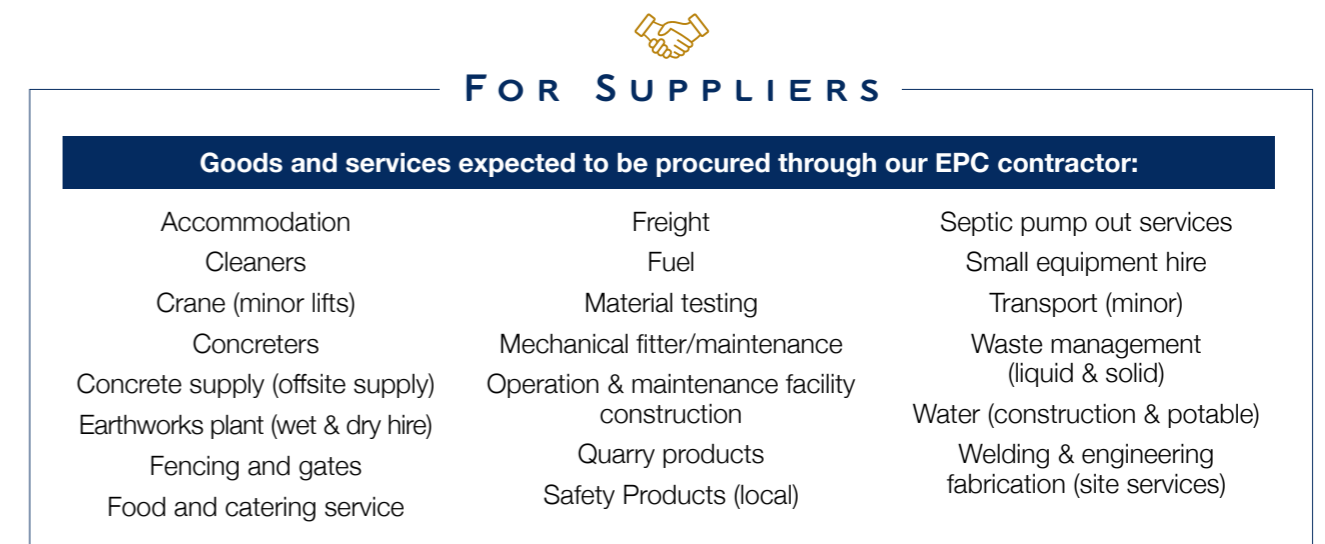 FOR SUPPLIERS
Goods and services expected to be procured through our EPC contractor:
Accommodation
Cleaners
Crane (minor lifts)
Concreters
Concrete supply (offsite supply)
Earthworks plant (wet & dry hire)
Fencing and gates
Food and catering service
Freight
Fuel
Material testing
Mechanical fitter/maintenance
Operation & maintenance facility
construction
Quarry products
Safety Products (local)
Septic pump out services
Small equipment hire
Transport (minor)
Waste management
(liquid & solid)
Water (construction & potable)
Welding & engineering
fabrication (site services)